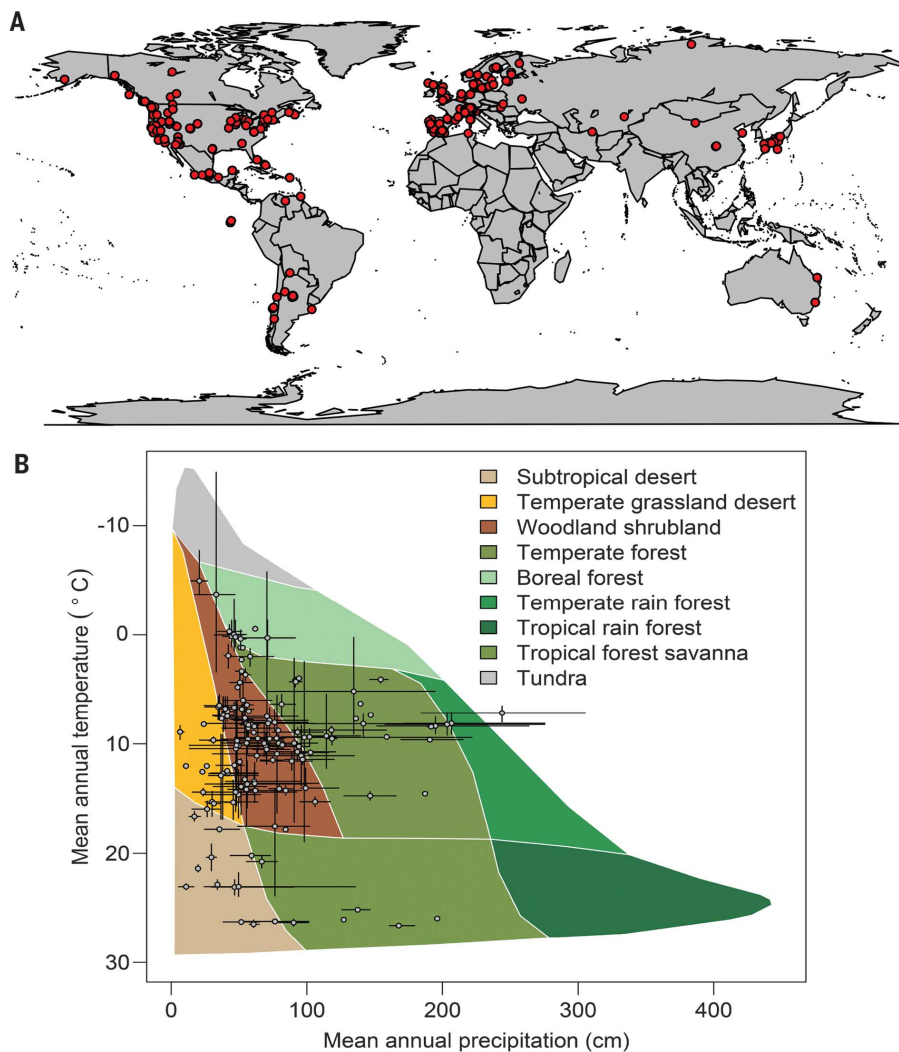 A
B
Subtropical desert
Temperate grassland desert
Woodland shrubland
Temperate forest
Boreal forest
Temperate rain forest
Tropical rain forest
Tropical forest savanna
Tundra
Mean annual temperature (°C)
-10
0
10
20
30
0 100 200 300 400
Mean annual precipitation (cm)